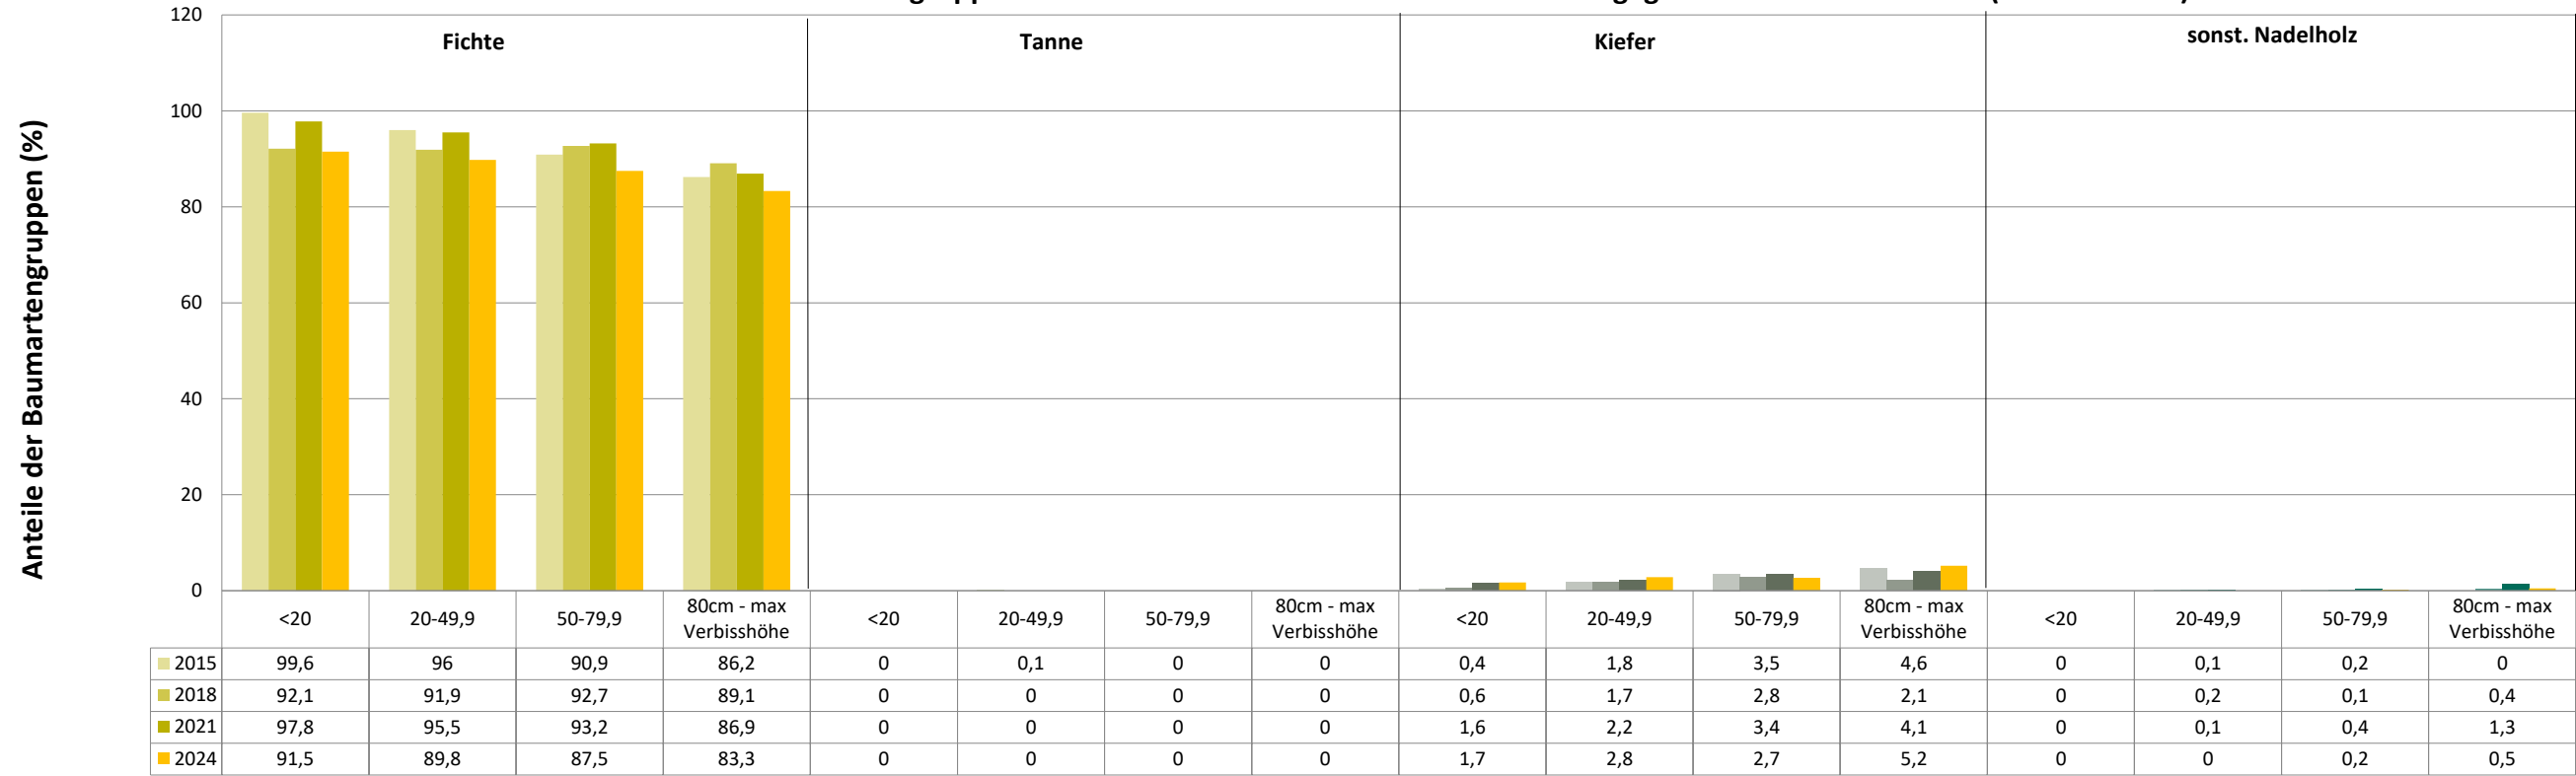 120
Fichte
Tanne
Kiefer
sonst. Nadelholz
100
80
60
40
20
0
Anteile der Baumartengruppen (%)
<20 20-49,9 50-79,9 80cm - max Verbisshöhe <20 20-49,9 50-79,9 80cm - max Verbisshöhe <20 20-49,9 50-79,9 80cm - max Verbisshöhe <20 20-49,9 50-79,9 80cm - max Verbisshöhe
2015 99,6 96 90,9 86,2 0 0,1 0 0 0,4 1,8 3,5 4,6 0 0,1 0,2 0
2018 92,1 91,9 92,7 89,1 0 0 0 0 0,6 1,7 2,8 2,1 0 0,2 0,1 0,4
2021 97,8 95,5 93,2 86,9 0 0 0 0 1,6 2,2 3,4 4,1 0 0,1 0,4 1,3
2024 91,5 89,8 87,5 83,3 0 0 0 0 1,7 2,8 2,7 5,2 0 0 0,2 0,5